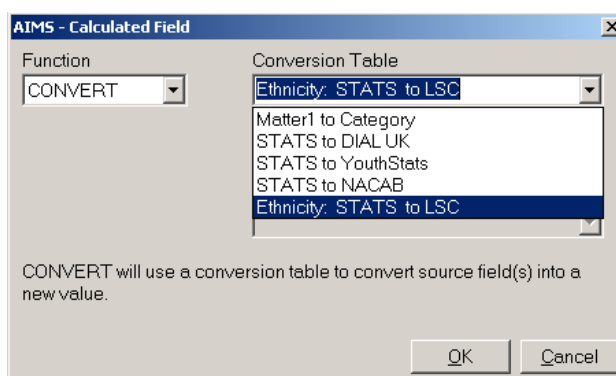 AIMS - Calculated Field
Function
Conversion Table
CONVERT
Ethnicity: STATS to LSC
Matter1 to Category
STATS to DIAL UK
STATS to YouthStats
STATS to NACAB
Ethnicity: STATS to LSC
CONVERT will use a conversion table to convert source field(s) into a
new value.
OK
Cancel